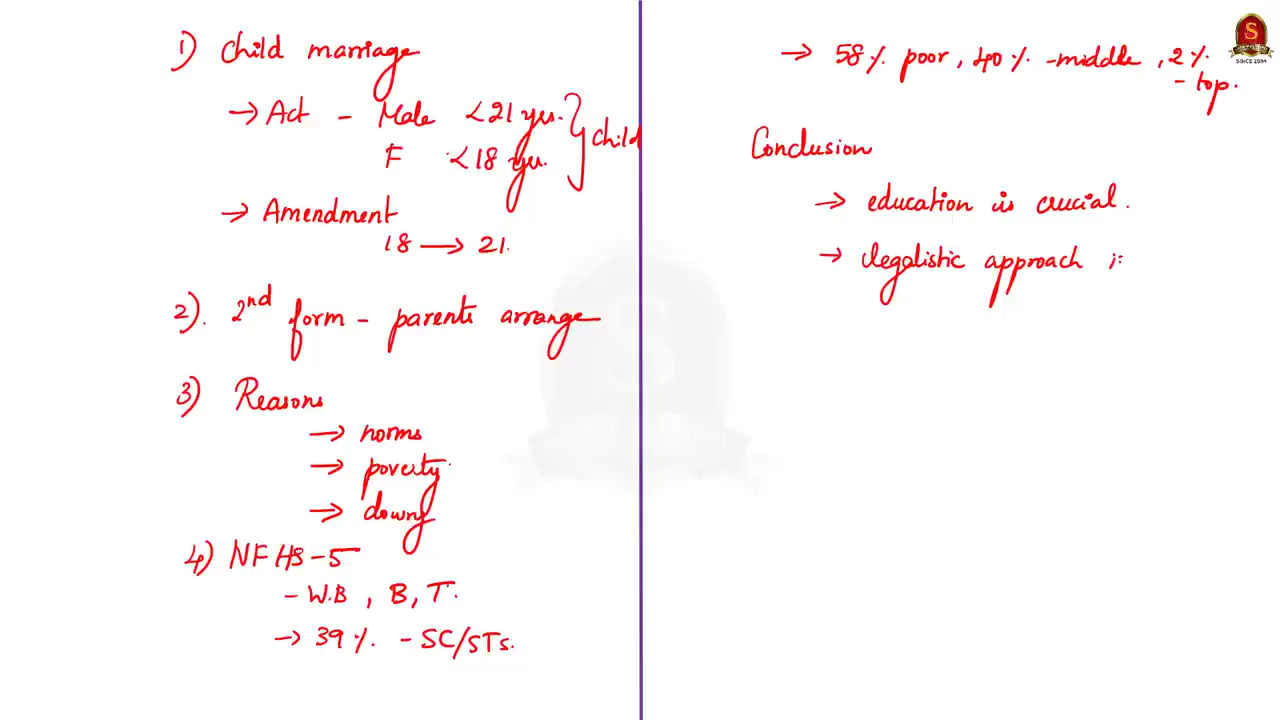 1) Child marriage
→ Act - Male <21 yrs. } child
F <18 yrs.
→ Amendment
18 → 21.
2). 2nd form - parents arrange
3) Reasons
→ norms
→ poverty
→ dowry
4) NFHS-5
- W.B, B, T.
→ 39%. - SC/STs.
→ 58% poor, 40% - middle, 2%
- top.
Conclusion
→ education is crucial.
→ legalistic approach
S
SINCE 2004